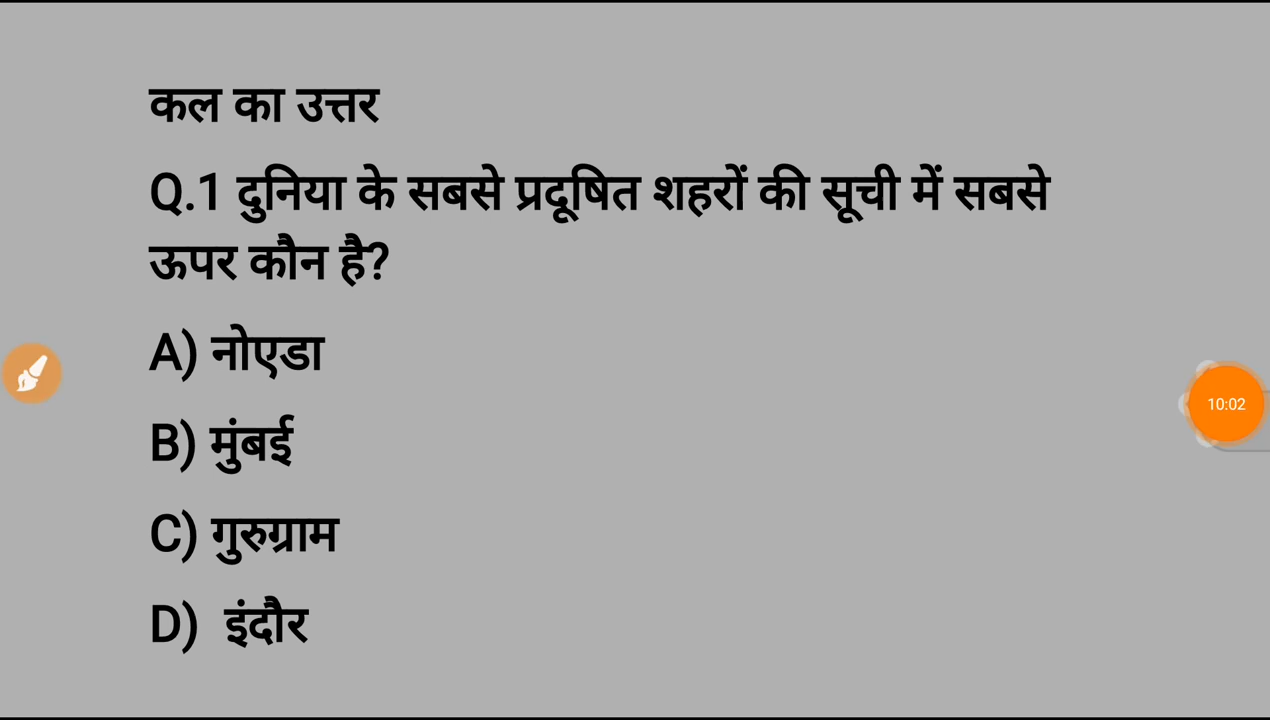 कल का उत्तर
Q.1 दुनिया के सबसे प्रदूषित शहरों की सूची में सबसे
ऊपर कौन है?
A) नोएडा
B) मुंबई
C) गुरुग्राम
D) इंदौर
10:02